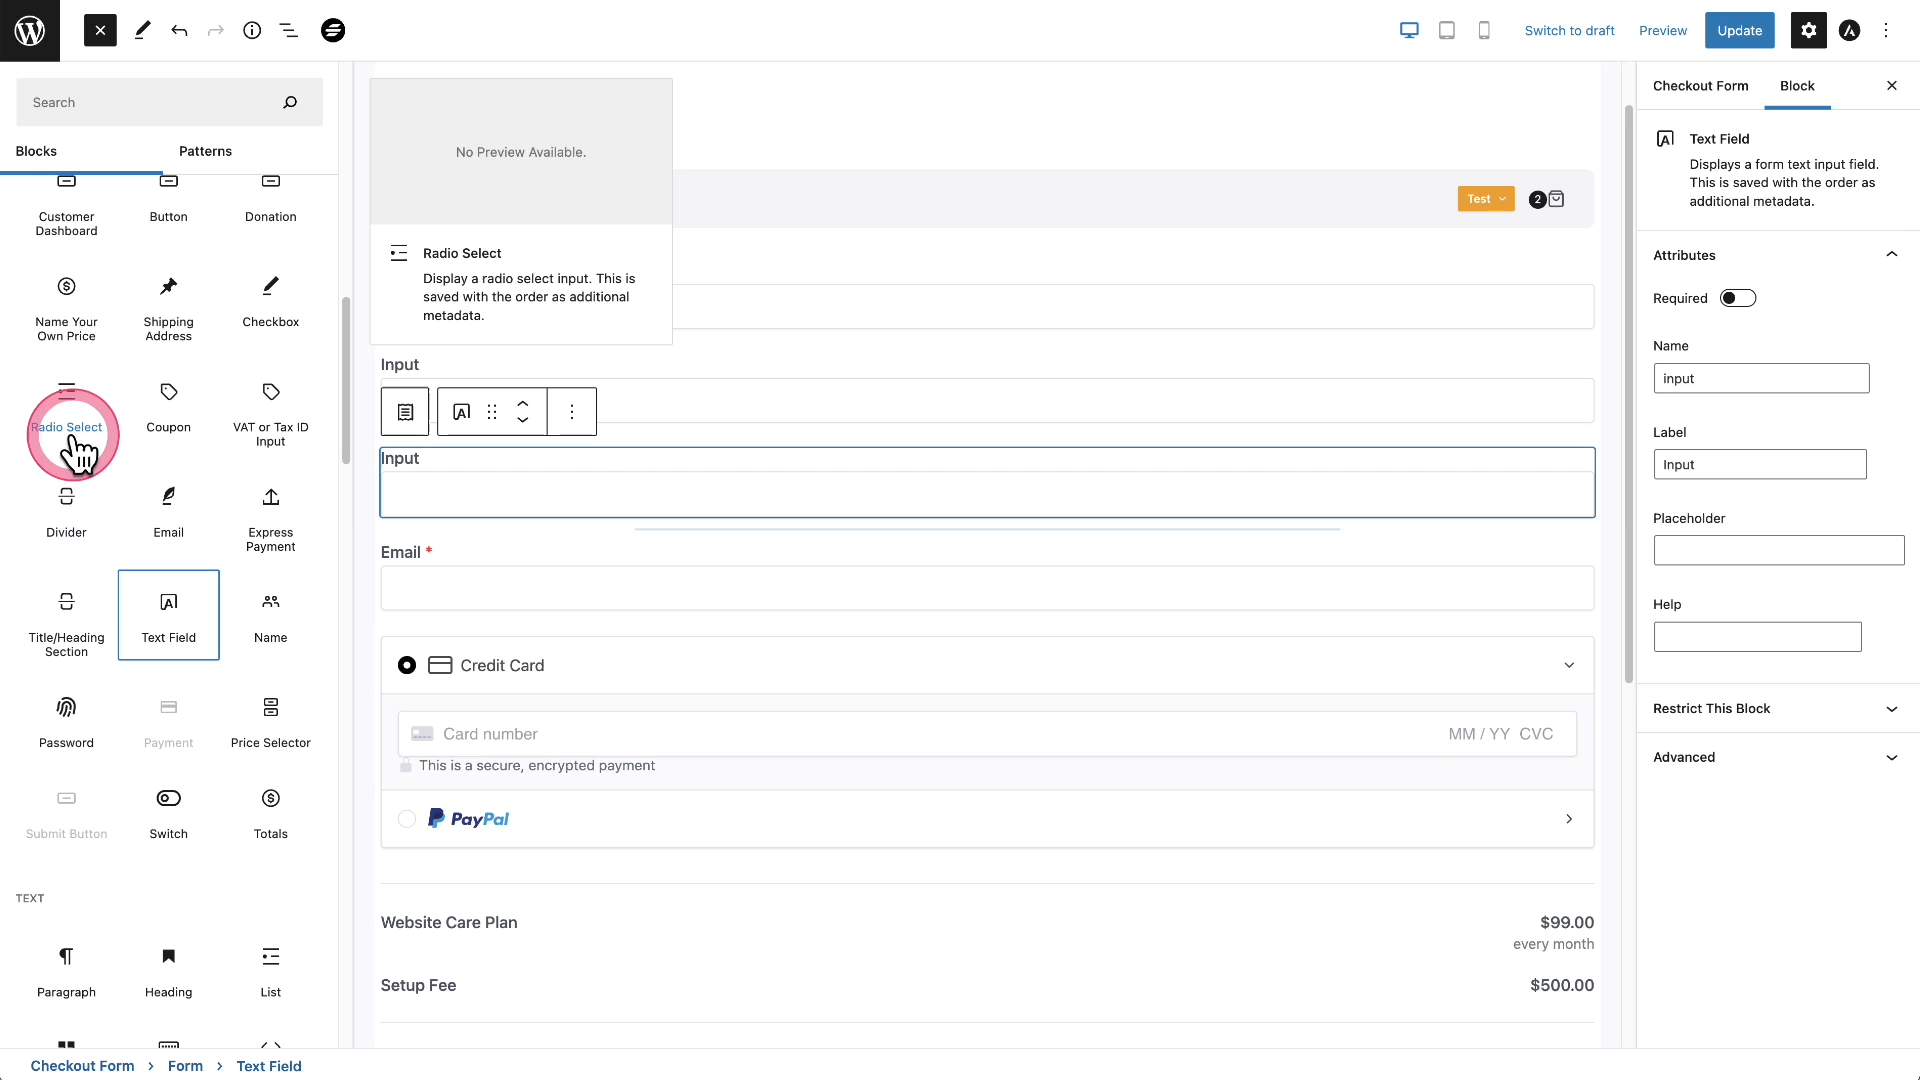 Switch to draft
Preview
Update
Search
Blocks
Patterns
Customer
Dashboard
Button
Donation
Name Your
Own Price
Shipping
Address
Checkbox
Radio Select
Coupon
VAT or Tax ID
Input
Divider
Email
Express
Payment
Title/Heading
Section
Text Field
Name
Password
Payment
Price Selector
Submit Button
Switch
Totals
TEXT
Paragraph
Heading
List
No Preview Available.
Radio Select
Display a radio select input. This is
saved with the order as additional
metadata.
Test
2
Input
Input
Email *
Credit Card
Card number
MM / YY CVC
This is a secure, encrypted payment
PayPal
Website Care Plan
$99.00
every month
Setup Fee
$500.00
Checkout Form
Block
Text Field
Displays a form text input field.
This is saved with the order as
additional metadata.
Attributes
Required
Name
input
Label
Input
Placeholder
Help
Restrict This Block
Advanced
Checkout Form > Form > Text Field